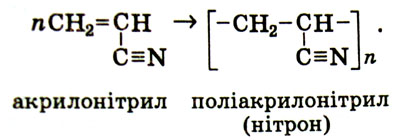 nCH₂=CH → [−CH₂−CH−]n .
C≡N C≡N
акрилонітрил поліакрилонітрил
(нітрон)